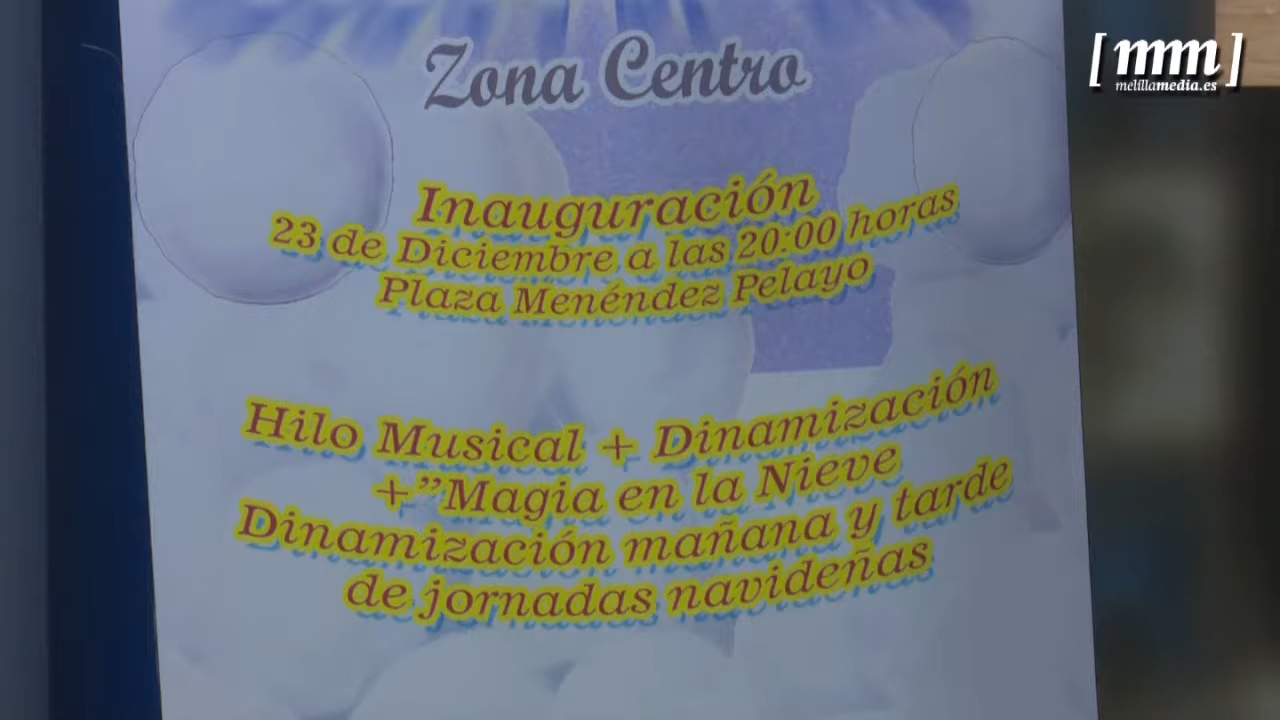 [mm]
melillamedia.es
Zona Centro
Inauguración
23 de Diciembre a las 20:00 horas
Plaza Menéndez Pelayo
Hilo Musical + Dinamización
+”Magia en la Nieve
Dinamización mañana y tarde
de jornadas navideñas